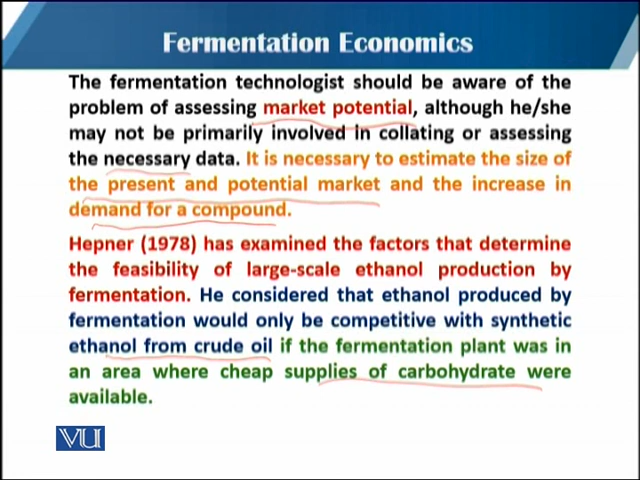 Fermentation Economics
The fermentation technologist should be aware of the
problem of assessing market potential, although he/she
may not be primarily involved in collating or assessing
the necessary data. It is necessary to estimate the size of
the present and potential market and the increase in
demand for a compound.
Hepner (1978) has examined the factors that determine
the feasibility of large-scale ethanol production by
fermentation. He considered that ethanol produced by
fermentation would only be competitive with synthetic
ethanol from crude oil if the fermentation plant was in
an area where cheap supplies of carbohydrate were
available.
VU